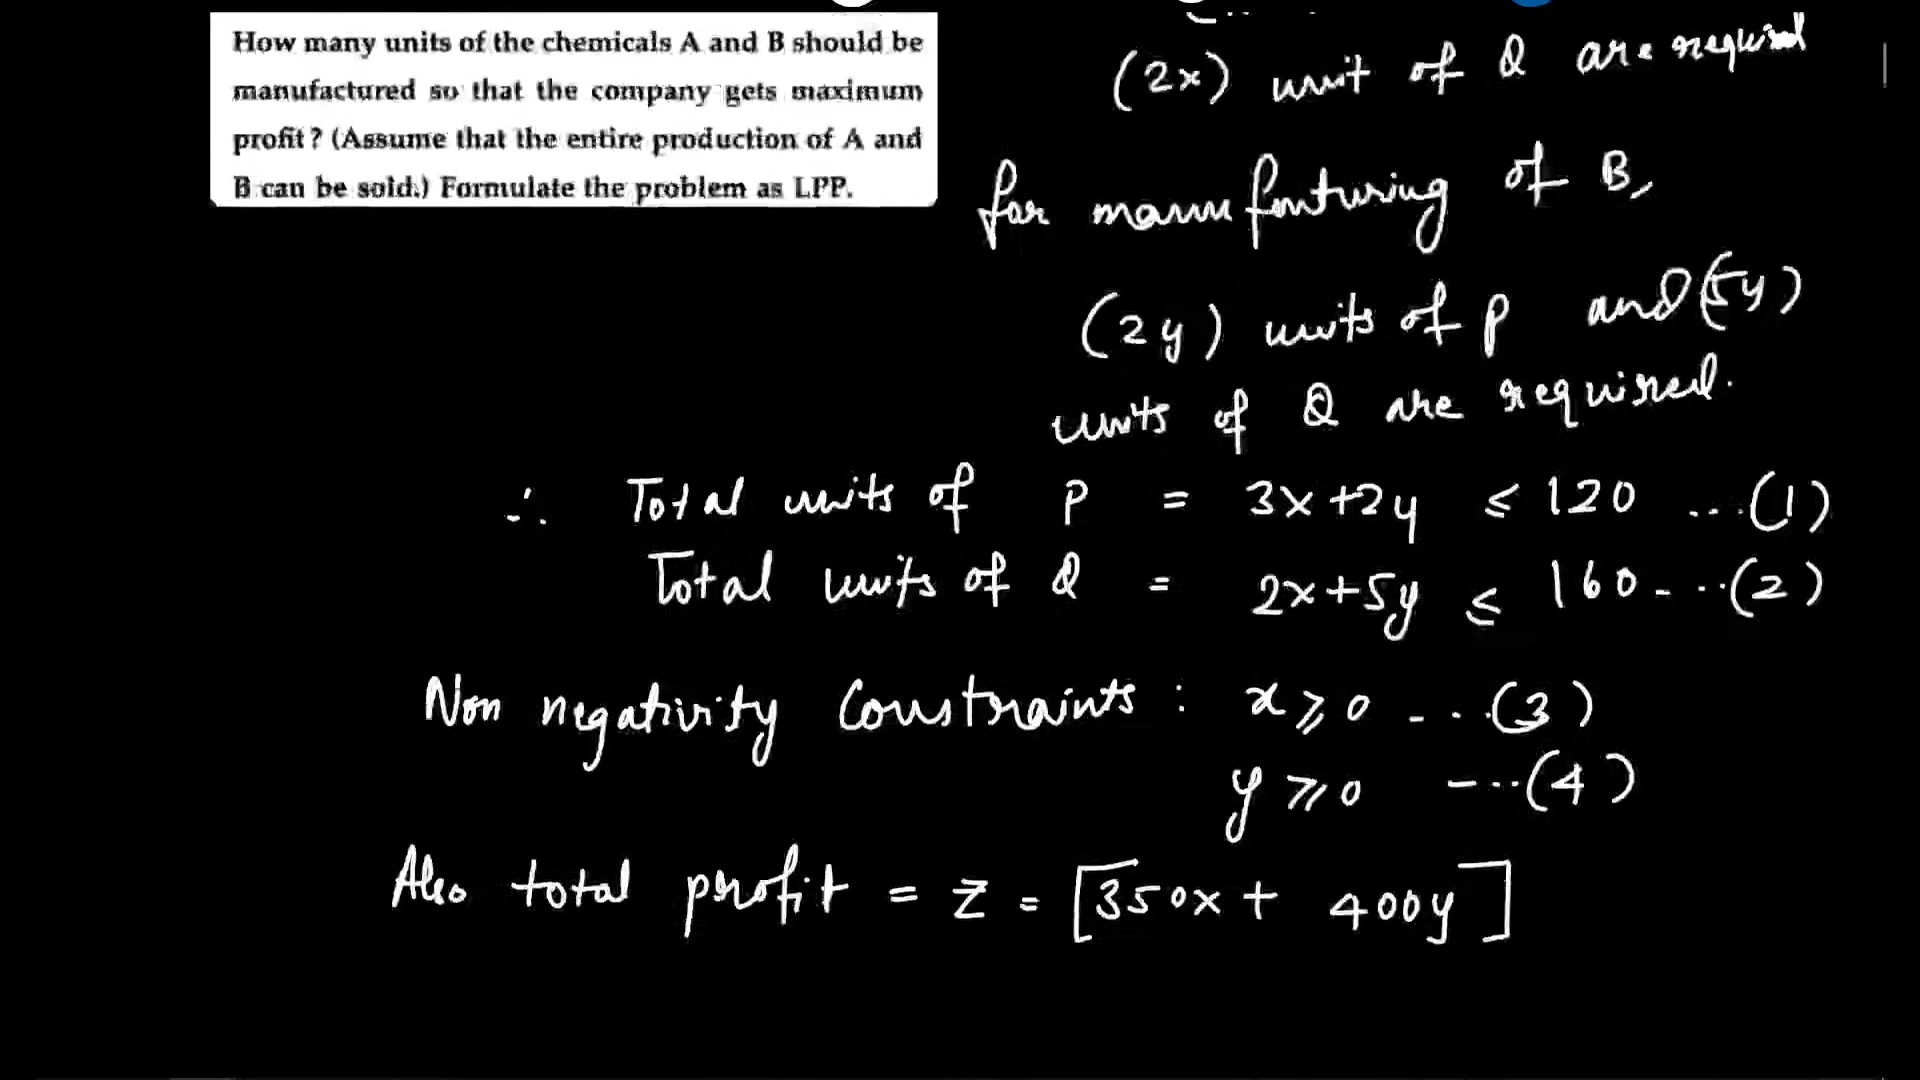 How many units of the chemicals A and B should be
manufactured so that the company gets maximum
profit? (Assume that the entire production of A and
B can be sold.) Formulate the problem as LPP.
(2x) unit of Q are required
for manufonturing of B,
(2y) units of P and (5y)
units of Q are required.
∴ Total units of P = 3x+2y ≤ 120 ...(1)
Total units of Q = 2x+5y ≤ 160 - ...(2)
Non negativity constraints : x ≥ 0 - ...(3)
y ≥ 0 ---...(4)
Also total profit = Z = [350x + 400y]